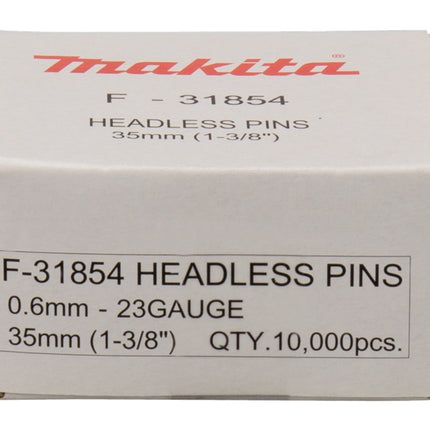 makita
F - 31854
HEADLESS PINS
35mm (1-3/8")
F-31854 HEADLESS PINS
0.6mm - 23GAUGE
35mm (1-3/8") QTY.10,000pcs.